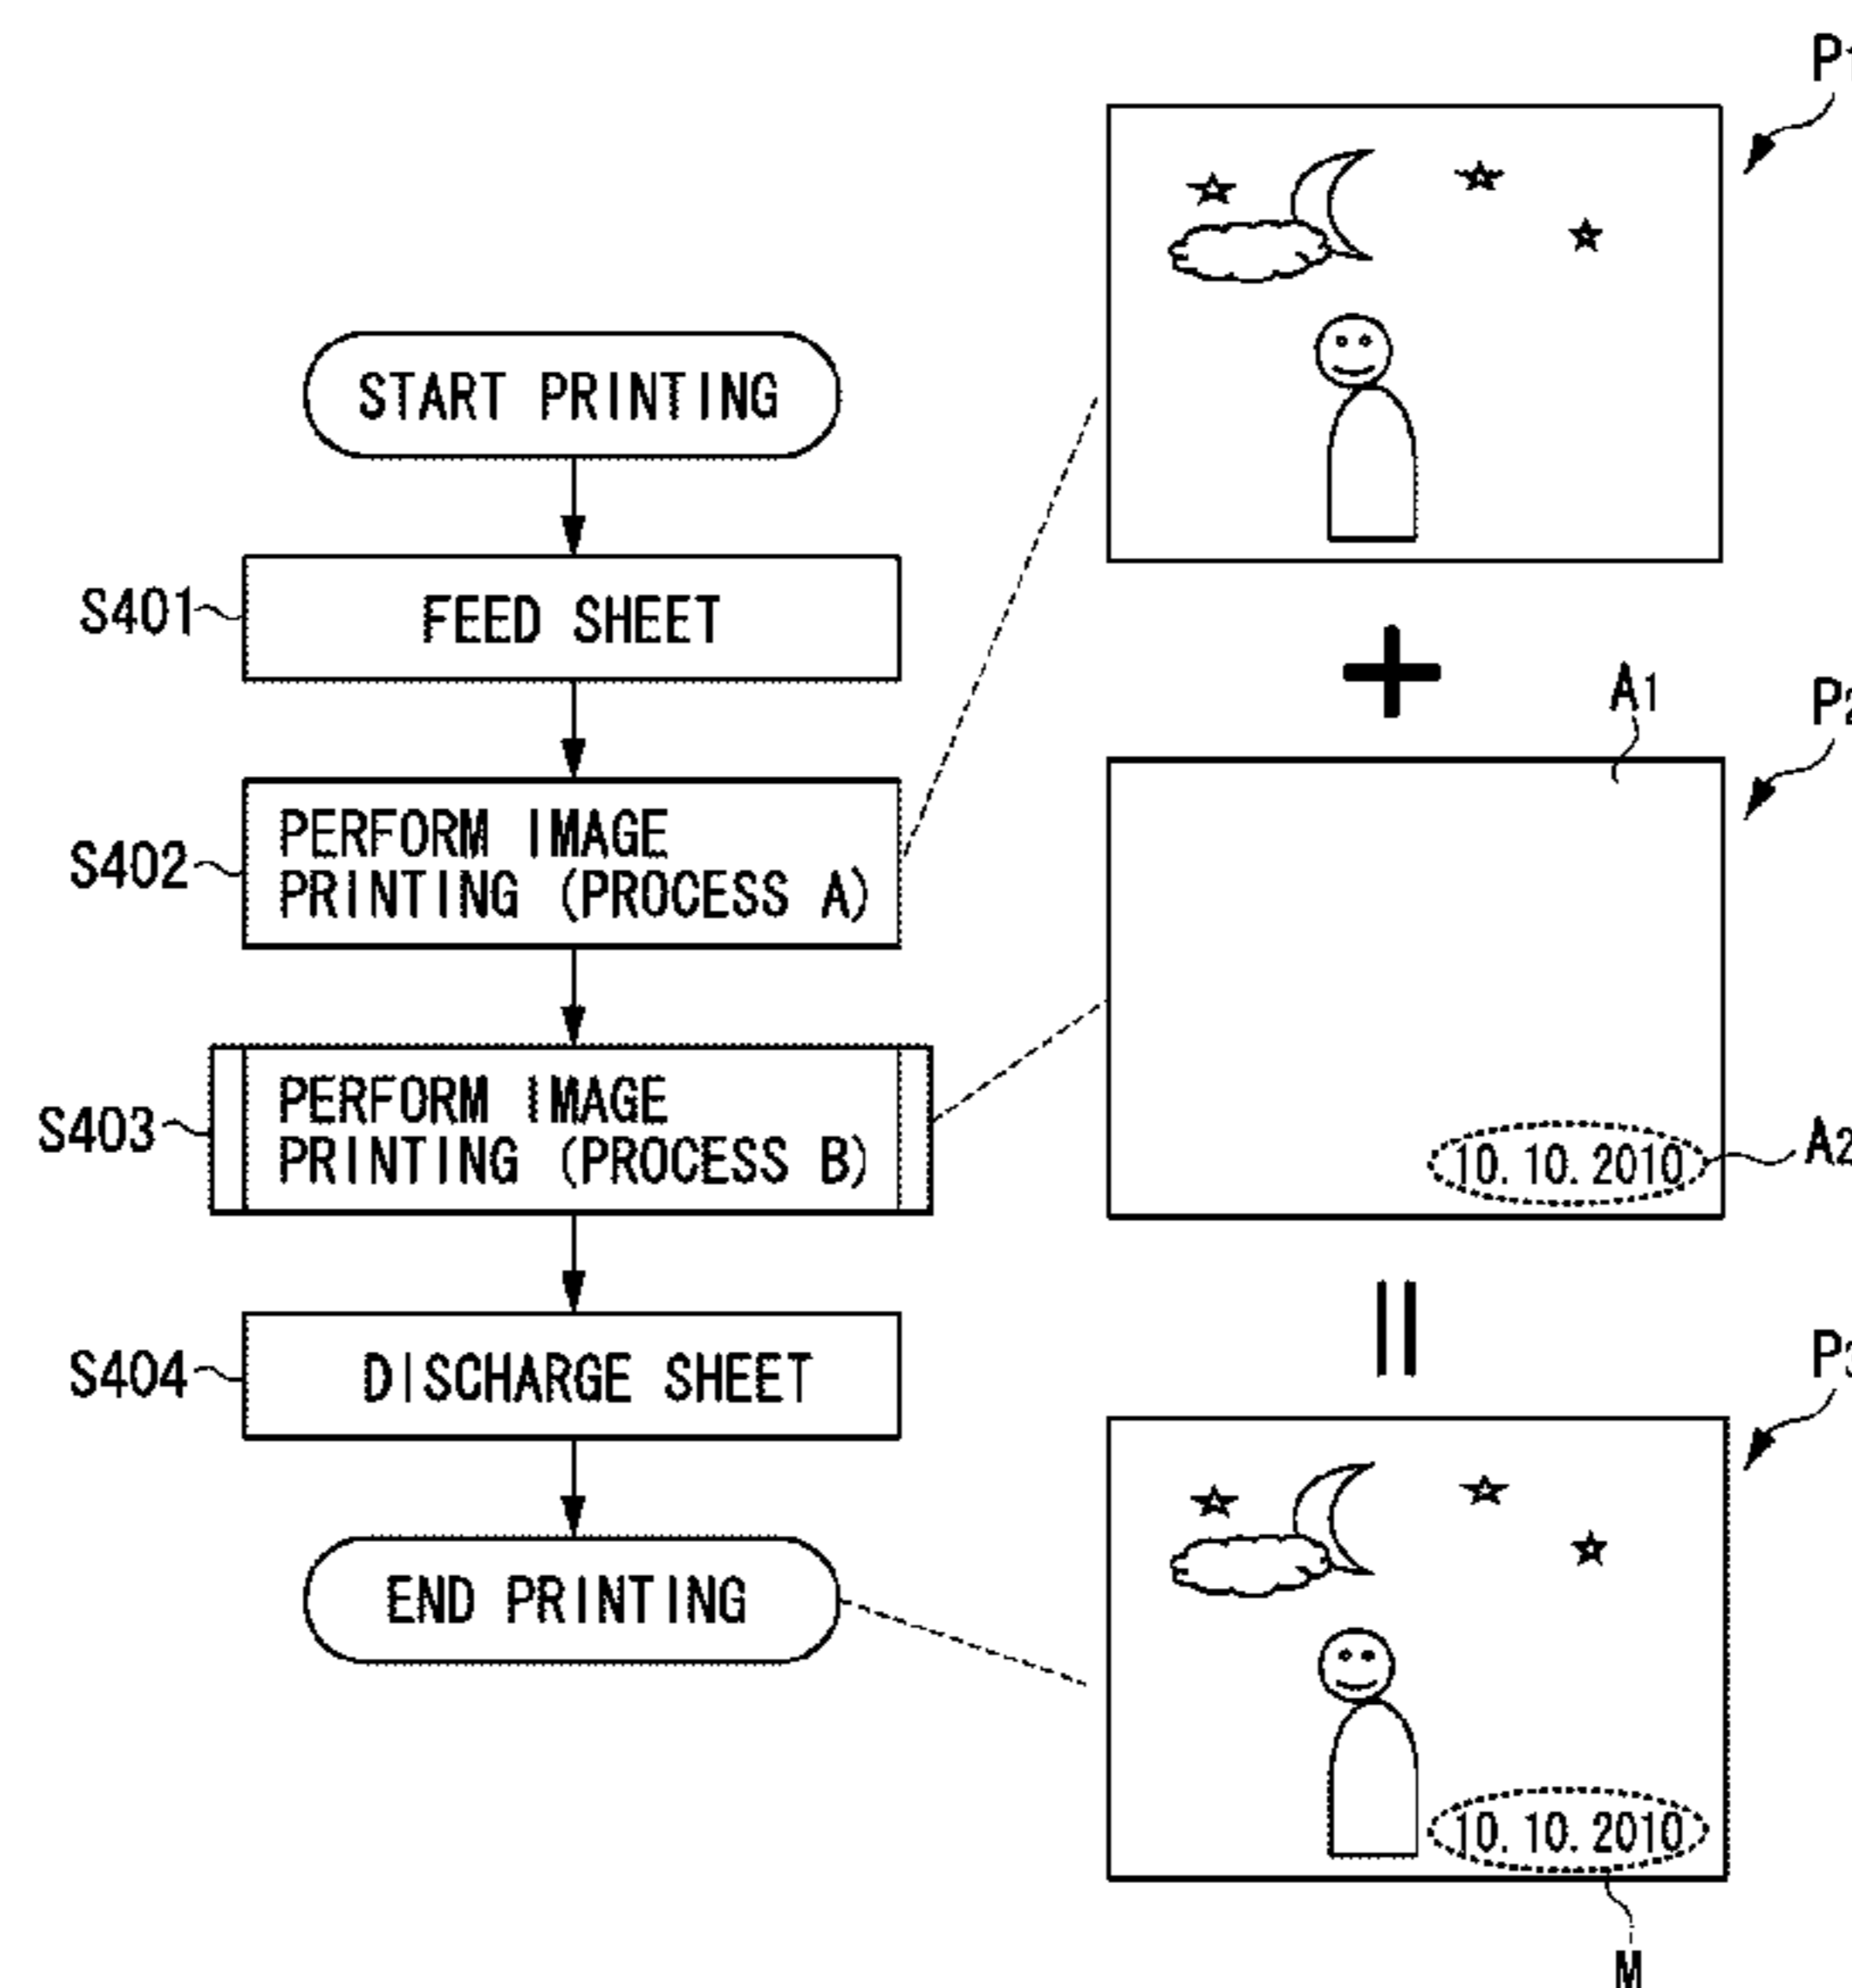 START PRINTING
S401
FEED SHEET
S402
PERFORM IMAGE
PRINTING (PROCESS A)
S403
PERFORM IMAGE
PRINTING (PROCESS B)
S404
DISCHARGE SHEET
END PRINTING
P1
A1
P2
10.10.2010
A2
P3
10.10.2010
M